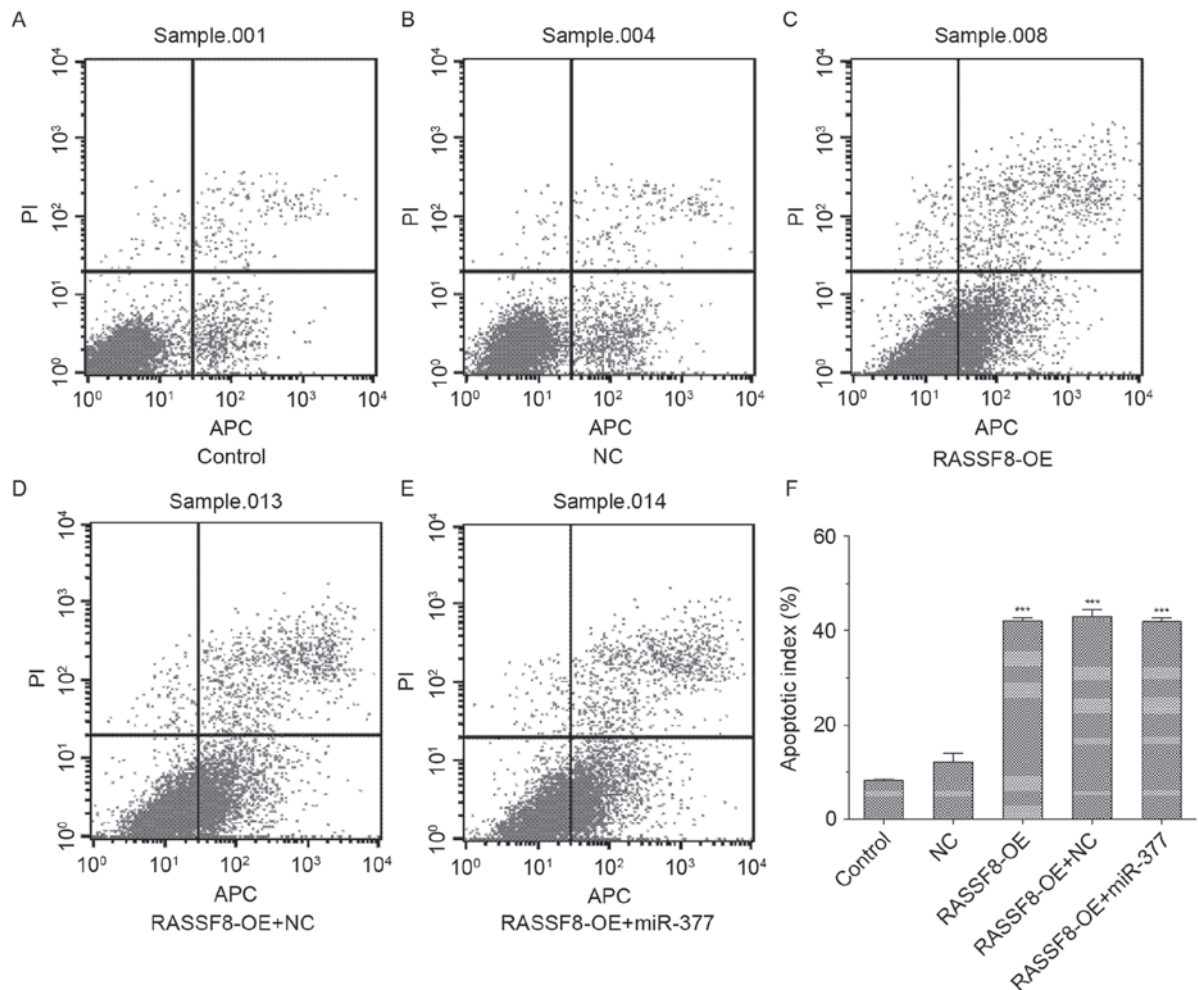 A
Sample.001
PI
10⁴
10³
10²
10¹
10⁰
10⁰ 10¹ 10² 10³ 10⁴
APC
Control
B
Sample.004
PI
10⁴
10³
10²
10¹
10⁰
10⁰ 10¹ 10² 10³ 10⁴
APC
NC
C
Sample.008
PI
10⁴
10³
10²
10¹
10⁰
10⁰ 10¹ 10² 10³ 10⁴
APC
RASSF8-OE
D
Sample.013
PI
10⁴
10³
10²
10¹
10⁰
10⁰ 10¹ 10² 10³ 10⁴
APC
RASSF8-OE+NC
E
Sample.014
PI
10⁴
10³
10²
10¹
10⁰
10⁰ 10¹ 10² 10³ 10⁴
APC
RASSF8-OE+miR-377
F
Apoptotic index (%)
60
40
20
0
*** *** ***
Control
NC
RASSF8-OE
RASSF8-OE+NC
RASSF8-OE+miR-377